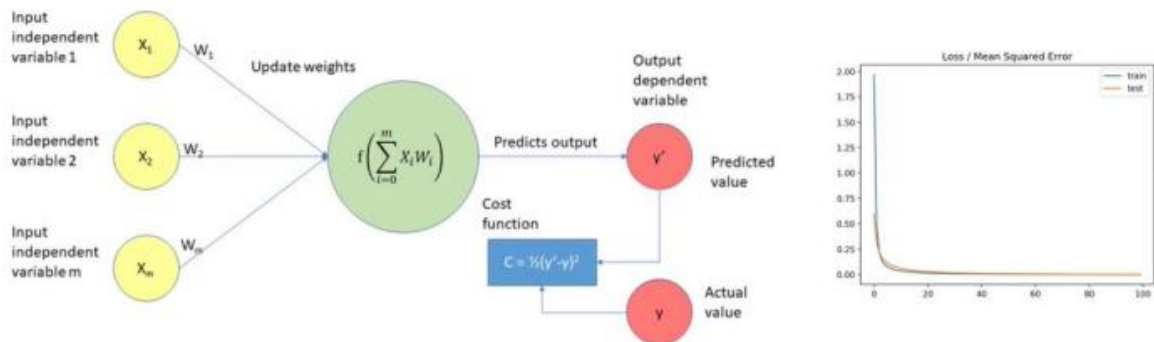 Input
independent
variable 1
X1
W1
Update weights
Input
independent
variable 2
X2
W2
f(∑ i=0 m XiWi)
Predicts output
Output
dependent
variable
y'
Predicted
value
Input
independent
variable m
Xm
Wm
Cost
function
C = ½(y'-y)²
y
Actual
value
Loss / Mean Squared Error
train
test
2.00
1.75
1.50
1.25
1.00
0.75
0.50
0.25
0.00
0 20 40 60 80 100